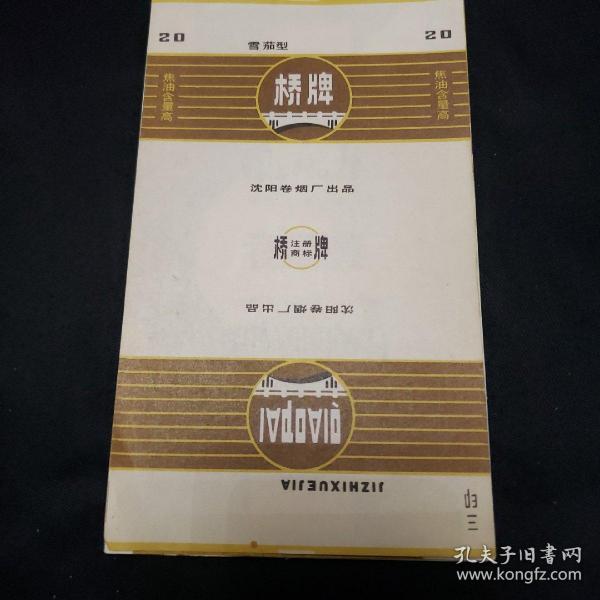 20
雪茄型
20
焦油含量高
桥牌
焦油含量高
沈阳卷烟厂出品
桥 注册商标 牌
沈阳卷烟厂出品
QIAOPAI
JIZHIXUEJIA
三印
孔夫子旧书网
www.kongfz.com